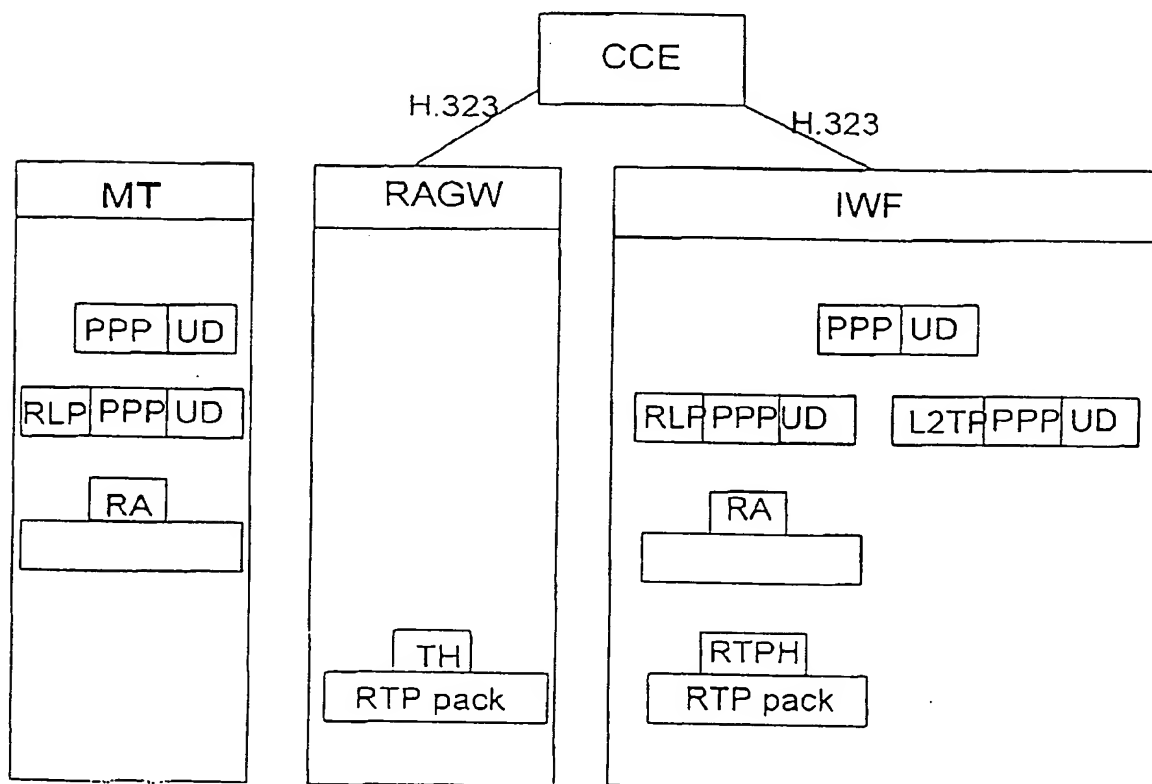 CCE
H.323
H.323
MT
RAGW
IWF
PPP UD
PPP UD
RLP PPP UD
RLP PPP UD
L2TP PPP UD
RA
RA
TH
RTPH
RTP pack
RTP pack